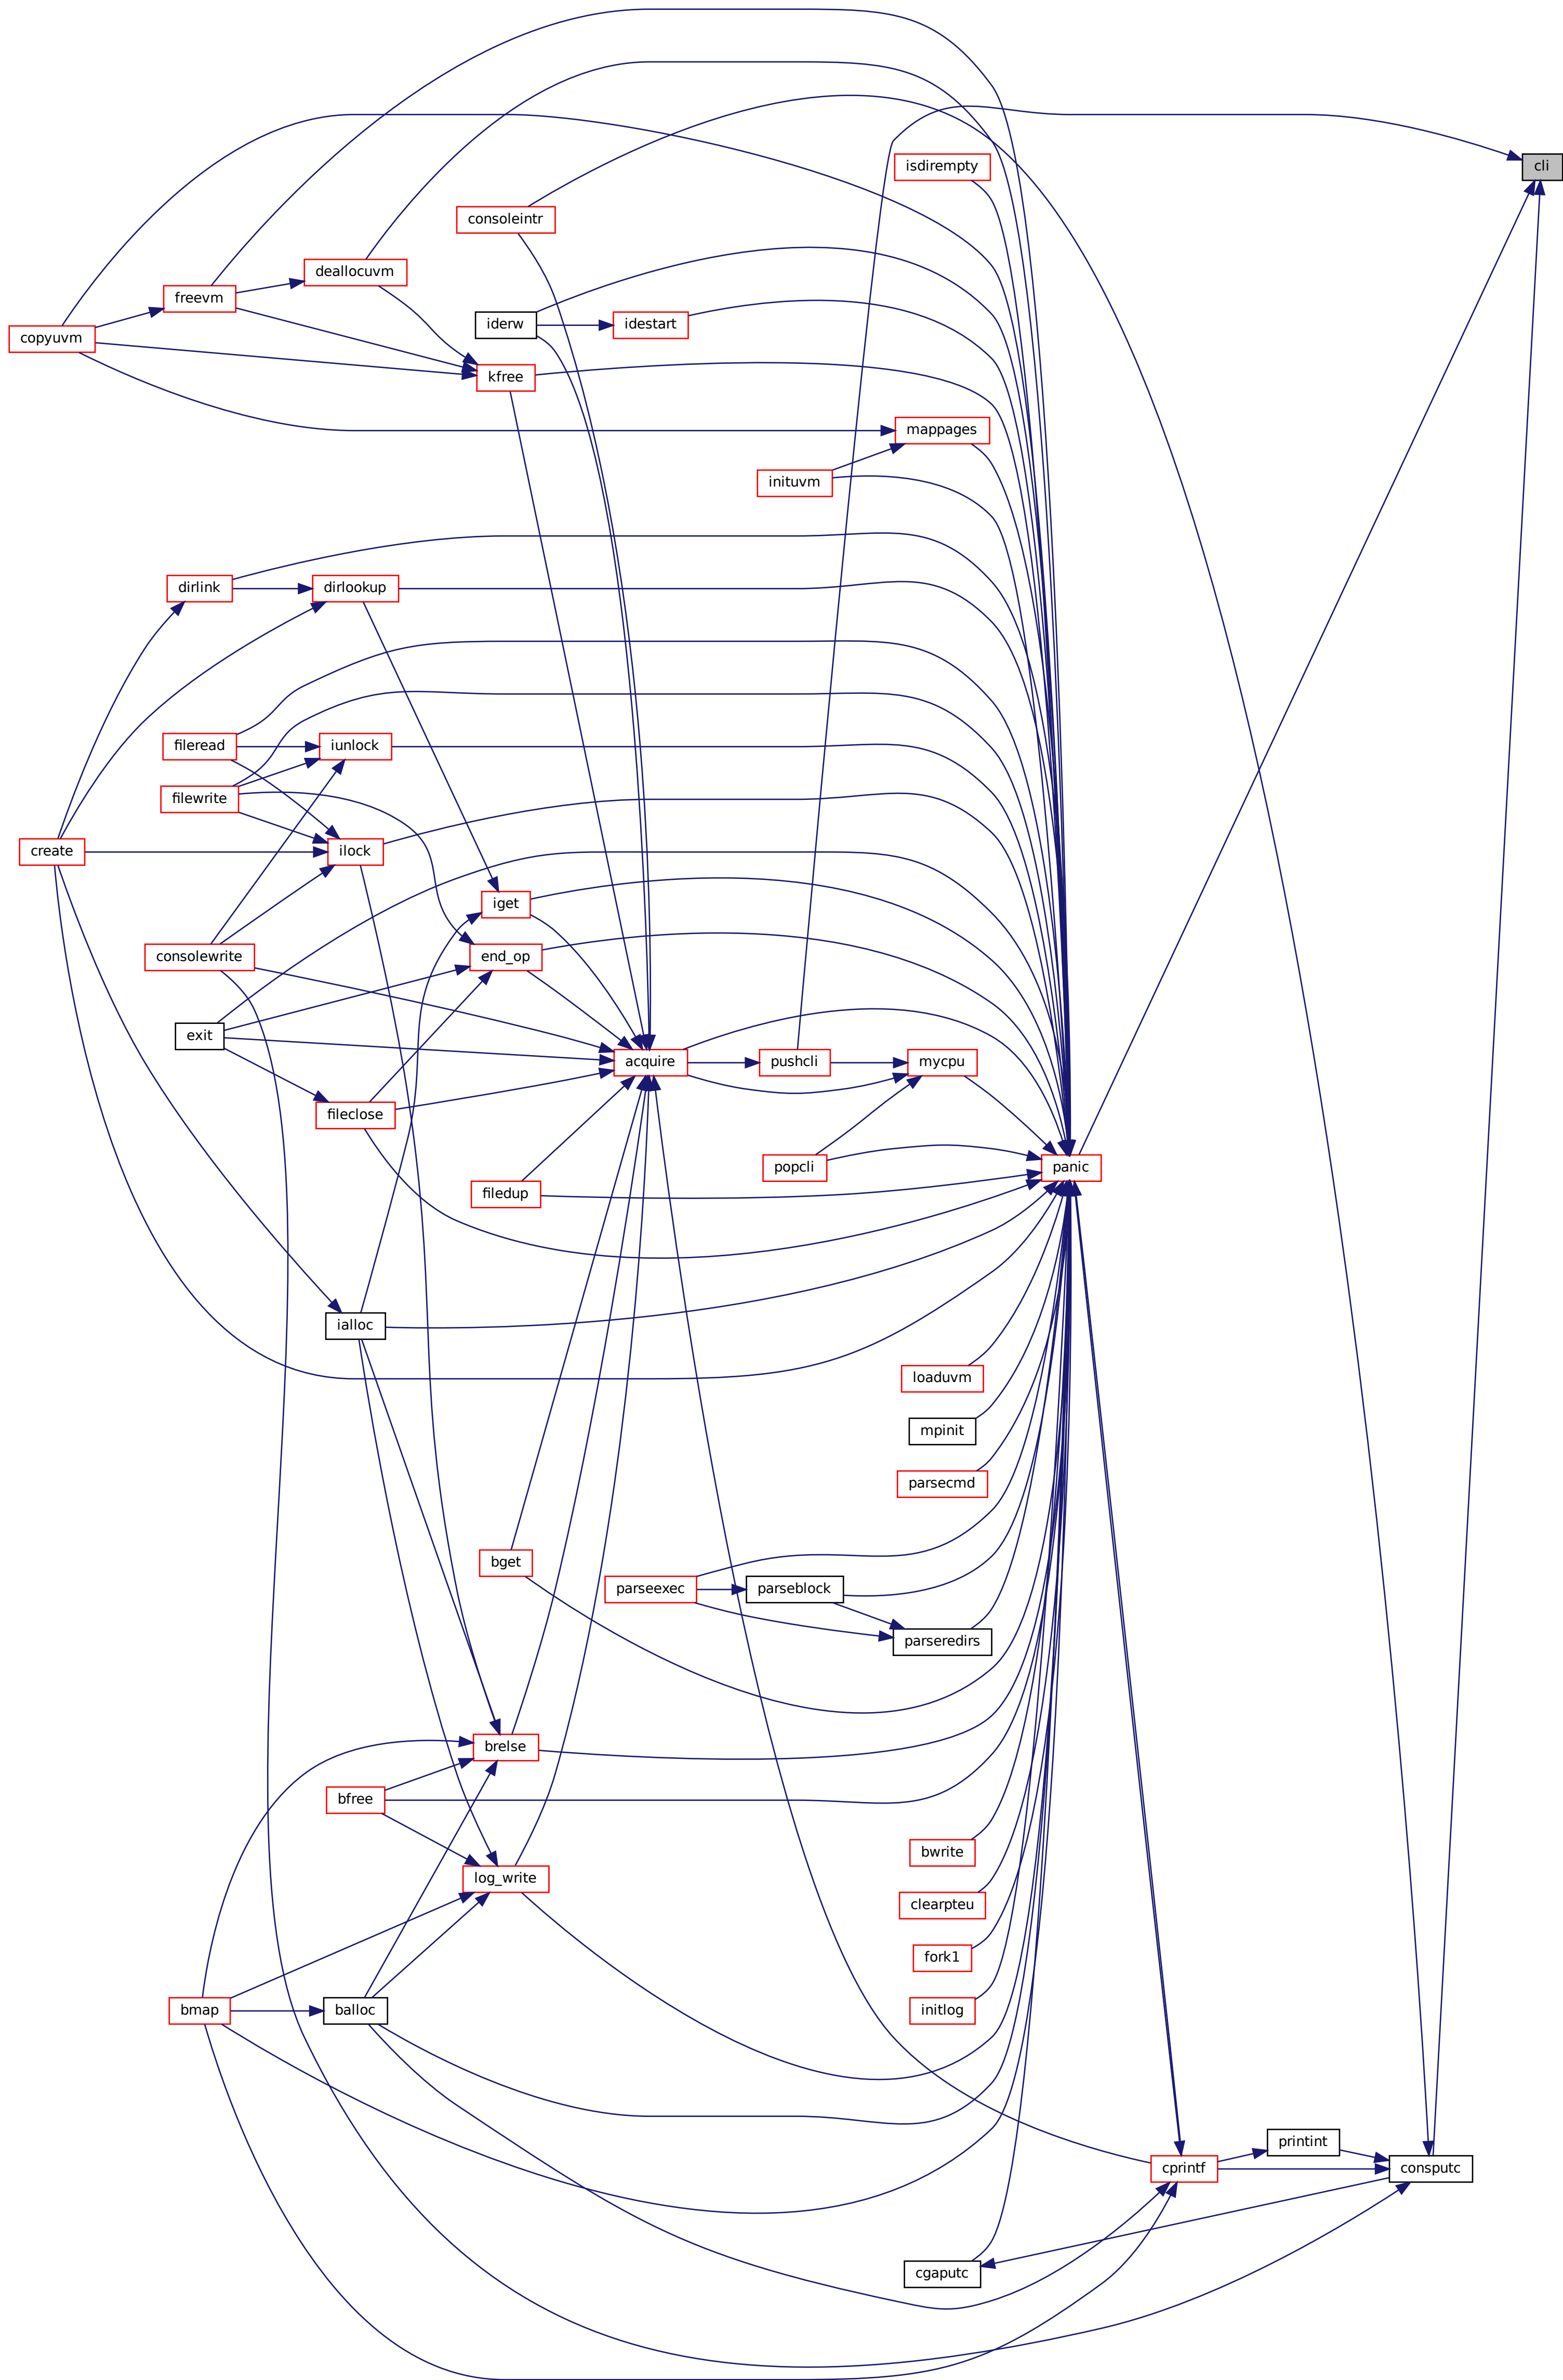 isdirempty
cli
consoleintr
deallocuvm
freevm
iderw
idestart
copyuvm
kfree
mappages
inituvm
dirlink
dirlookup
fileread
iunlock
filewrite
create
ilock
iget
consolewrite
end_op
exit
acquire
pushcli
mycpu
fileclose
popcli
panic
filedup
ialloc
loaduvm
mpinit
parsecmd
bget
parseexec
parseblock
parseredirs
brelse
bfree
bwrite
log_write
clearpteu
fork1
bmap
balloc
initlog
printint
cprintf
consputc
cgaputc